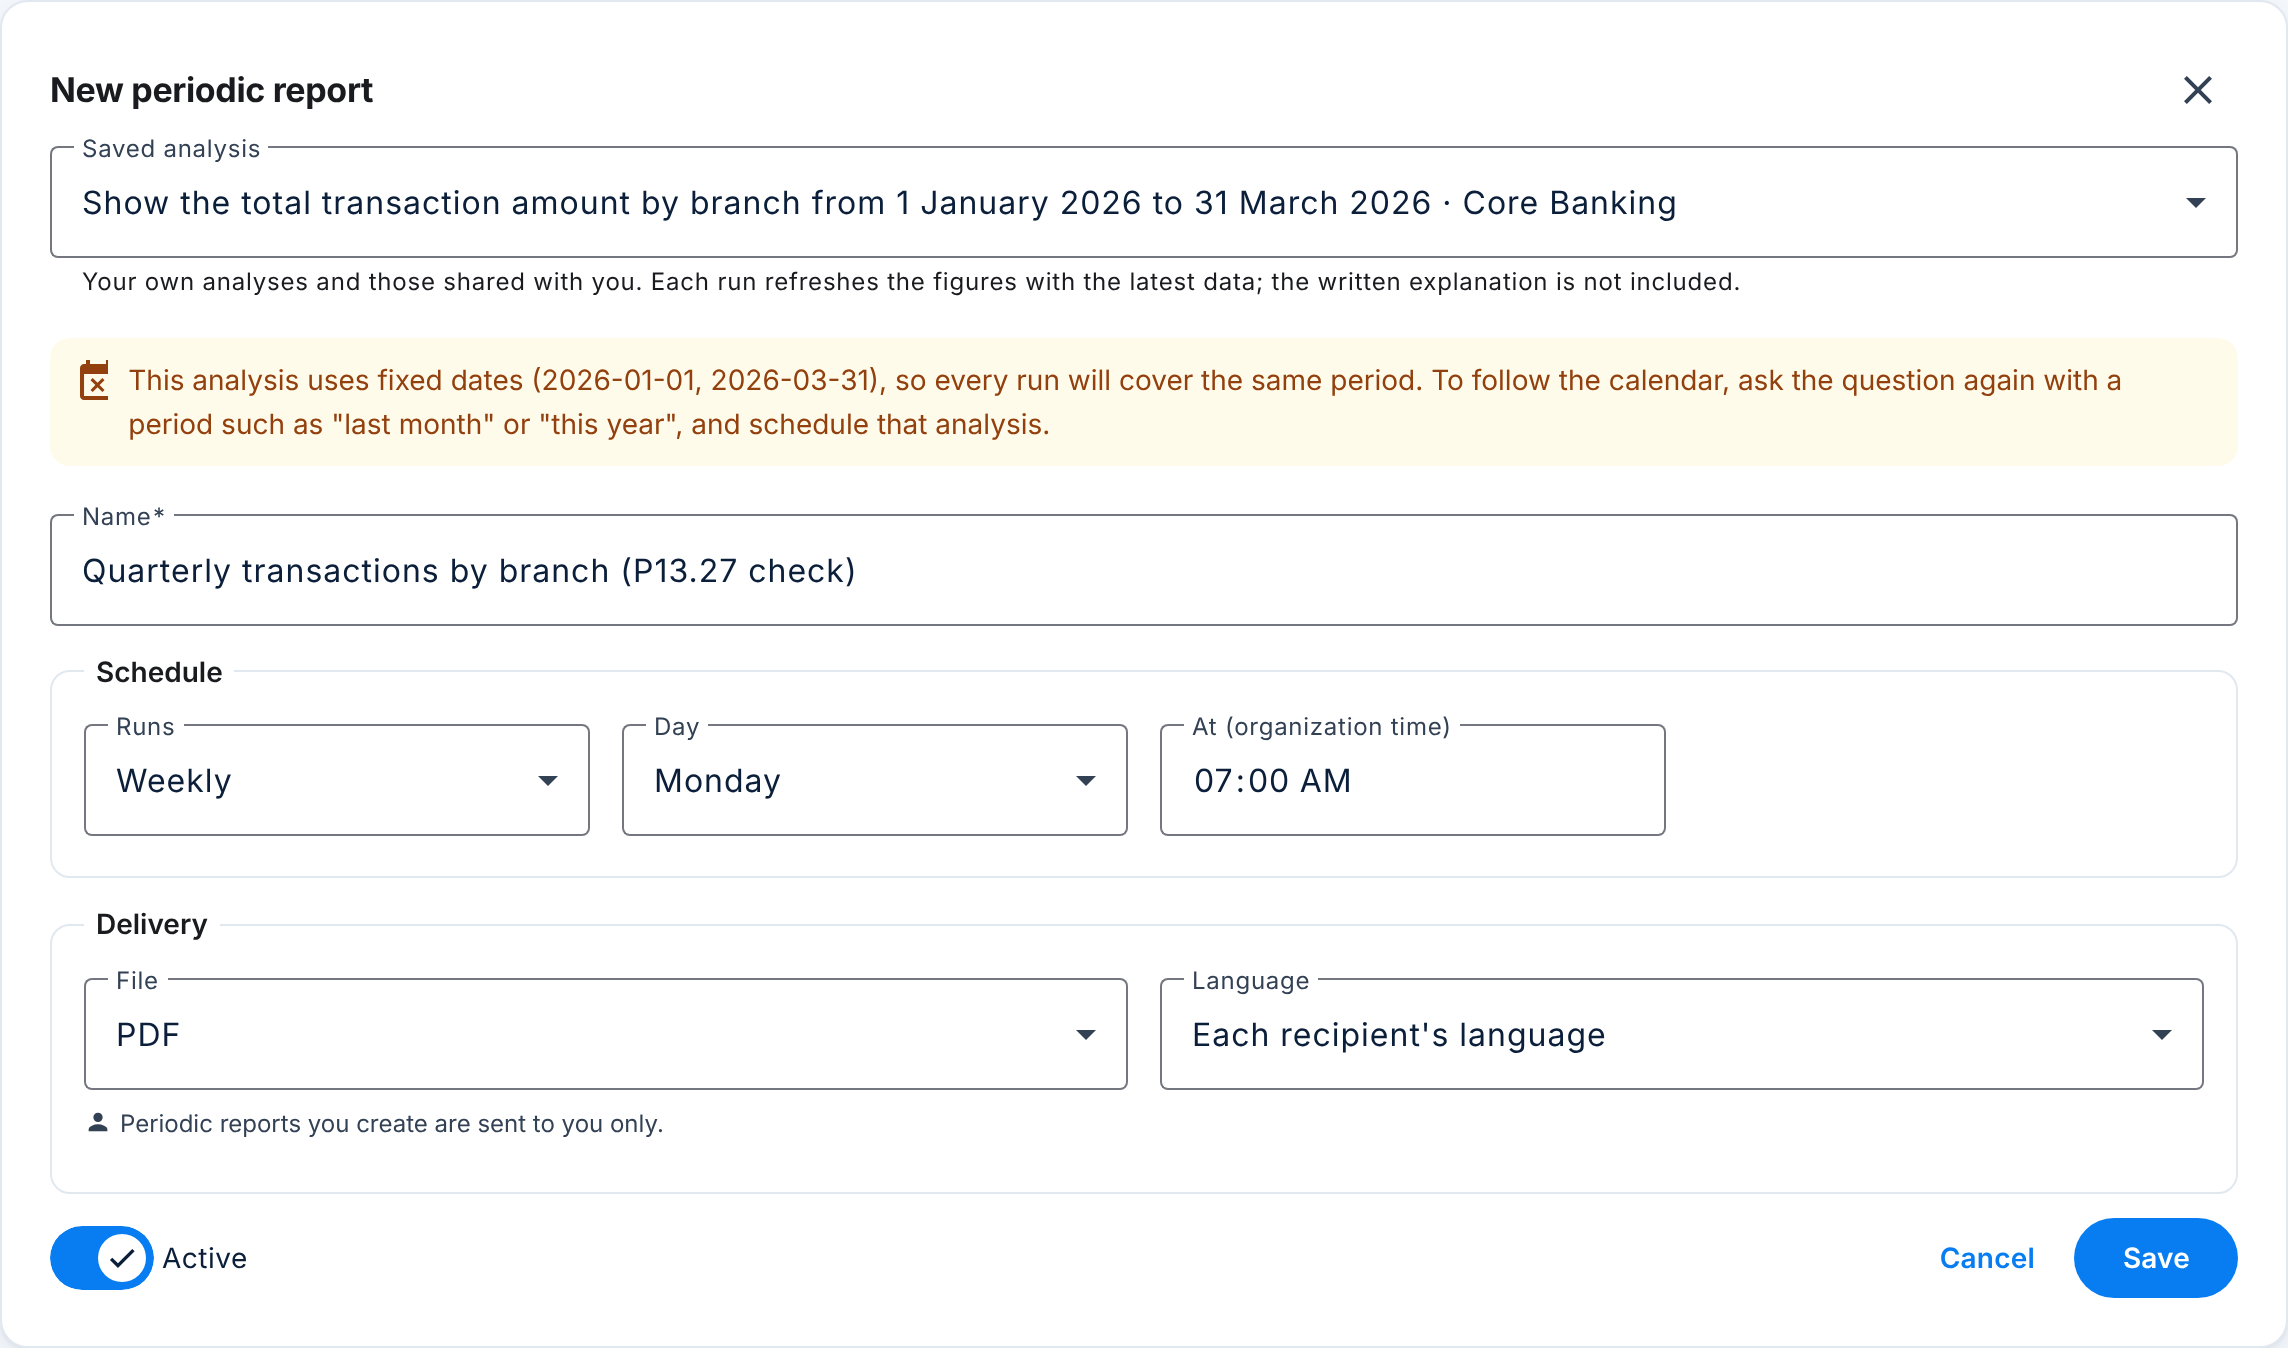 New periodic report
Saved analysis
Show the total transaction amount by branch from 1 January 2026 to 31 March 2026 · Core Banking
Your own analyses and those shared with you. Each run refreshes the figures with the latest data; the written explanation is not included.
This analysis uses fixed dates (2026-01-01, 2026-03-31), so every run will cover the same period. To follow the calendar, ask the question again with a
period such as "last month" or "this year", and schedule that analysis.
Name*
Quarterly transactions by branch (P13.27 check)
Schedule
Runs
Weekly
Day
Monday
At (organization time)
07:00 AM
Delivery
File
PDF
Language
Each recipient's language
Periodic reports you create are sent to you only.
Active
Cancel
Save